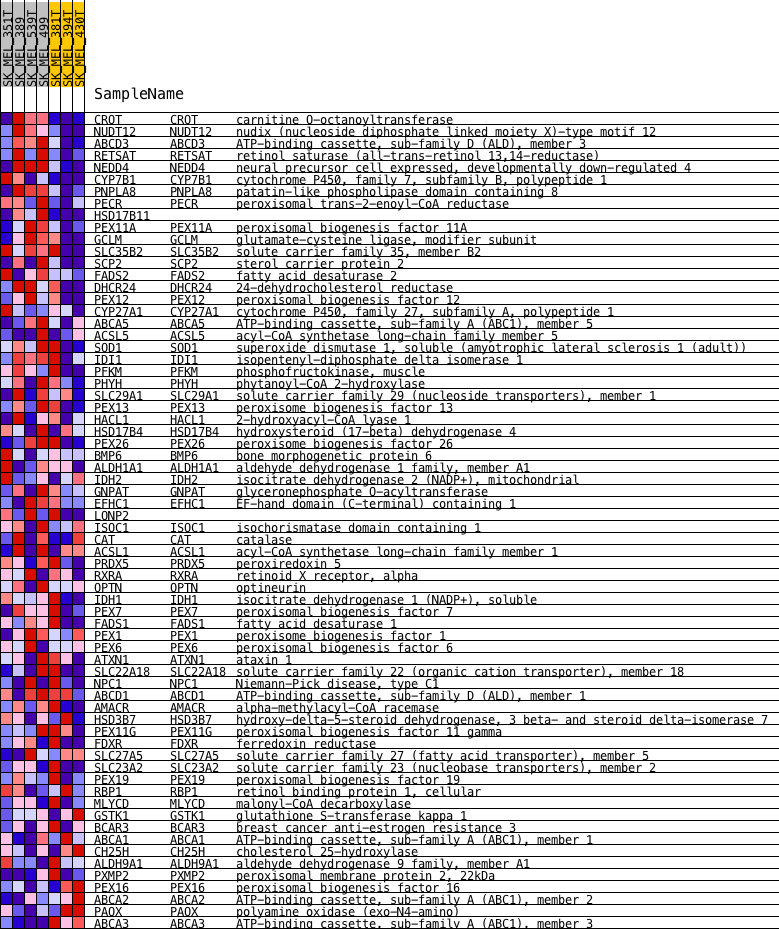 SK_MEL_351T
SK_MEL_389
SK_MEL_539T
SK_MEL_499
SK_MEL_381T
SK_MEL_394T
SK_MEL_430T
SampleName
CROT CROT carnitine O-octanoyltransferase
NUDT12 NUDT12 nudix (nucleoside diphosphate linked moiety X)-type motif 12
ABCD3 ABCD3 ATP-binding cassette, sub-family D (ALD), member 3
RETSAT RETSAT retinol saturase (all-trans-retinol 13,14-reductase)
NEDD4 NEDD4 neural precursor cell expressed, developmentally down-regulated 4
CYP7B1 CYP7B1 cytochrome P450, family 7, subfamily B, polypeptide 1
PNPLA8 PNPLA8 patatin-like phospholipase domain containing 8
PECR PECR peroxisomal trans-2-enoyl-CoA reductase
HSD17B11
PEX11A PEX11A peroxisomal biogenesis factor 11A
GCLM GCLM glutamate-cysteine ligase, modifier subunit
SLC35B2 SLC35B2 solute carrier family 35, member B2
SCP2 SCP2 sterol carrier protein 2
FADS2 FADS2 fatty acid desaturase 2
DHCR24 DHCR24 24-dehydrocholesterol reductase
PEX12 PEX12 peroxisomal biogenesis factor 12
CYP27A1 CYP27A1 cytochrome P450, family 27, subfamily A, polypeptide 1
ABCA5 ABCA5 ATP-binding cassette, sub-family A (ABC1), member 5
ACSL5 ACSL5 acyl-CoA synthetase long-chain family member 5
SOD1 SOD1 superoxide dismutase 1, soluble (amyotrophic lateral sclerosis 1 (adult))
IDI1 IDI1 isopentenyl-diphosphate delta isomerase 1
PFKM PFKM phosphofructokinase, muscle
PHYH PHYH phytanoyl-CoA 2-hydroxylase
SLC29A1 SLC29A1 solute carrier family 29 (nucleoside transporters), member 1
PEX13 PEX13 peroxisome biogenesis factor 13
HACL1 HACL1 2-hydroxyacyl-CoA lyase 1
HSD17B4 HSD17B4 hydroxysteroid (17-beta) dehydrogenase 4
PEX26 PEX26 peroxisome biogenesis factor 26
BMP6 BMP6 bone morphogenetic protein 6
ALDH1A1 ALDH1A1 aldehyde dehydrogenase 1 family, member A1
IDH2 IDH2 isocitrate dehydrogenase 2 (NADP+), mitochondrial
GNPAT GNPAT glyceronephosphate O-acyltransferase
EFHC1 EFHC1 EF-hand domain (C-terminal) containing 1
LONP2
ISOC1 ISOC1 isochorismatase domain containing 1
CAT CAT catalase
ACSL1 ACSL1 acyl-CoA synthetase long-chain family member 1
PRDX5 PRDX5 peroxiredoxin 5
RXRA RXRA retinoid X receptor, alpha
OPTN OPTN optineurin
IDH1 IDH1 isocitrate dehydrogenase 1 (NADP+), soluble
PEX7 PEX7 peroxisomal biogenesis factor 7
FADS1 FADS1 fatty acid desaturase 1
PEX1 PEX1 peroxisome biogenesis factor 1
PEX6 PEX6 peroxisomal biogenesis factor 6
ATXN1 ATXN1 ataxin 1
SLC22A18 SLC22A18 solute carrier family 22 (organic cation transporter), member 18
NPC1 NPC1 Niemann-Pick disease, type C1
ABCD1 ABCD1 ATP-binding cassette, sub-family D (ALD), member 1
AMACR AMACR alpha-methylacyl-CoA racemase
HSD3B7 HSD3B7 hydroxy-delta-5-steroid dehydrogenase, 3 beta- and steroid delta-isomerase 7
PEX11G PEX11G peroxisomal biogenesis factor 11 gamma
FDXR FDXR ferredoxin reductase
SLC27A5 SLC27A5 solute carrier family 27 (fatty acid transporter), member 5
SLC23A2 SLC23A2 solute carrier family 23 (nucleobase transporters), member 2
PEX19 PEX19 peroxisomal biogenesis factor 19
RBP1 RBP1 retinol binding protein 1, cellular
MLYCD MLYCD malonyl-CoA decarboxylase
GSTK1 GSTK1 glutathione S-transferase kappa 1
BCAR3 BCAR3 breast cancer anti-estrogen resistance 3
ABCA1 ABCA1 ATP-binding cassette, sub-family A (ABC1), member 1
CH25H CH25H cholesterol 25-hydroxylase
ALDH9A1 ALDH9A1 aldehyde dehydrogenase 9 family, member A1
PXMP2 PXMP2 peroxisomal membrane protein 2, 22kDa
PEX16 PEX16 peroxisomal biogenesis factor 16
ABCA2 ABCA2 ATP-binding cassette, sub-family A (ABC1), member 2
PAOX PAOX polyamine oxidase (exo-N4-amino)
ABCA3 ABCA3 ATP-binding cassette, sub-family A (ABC1), member 3